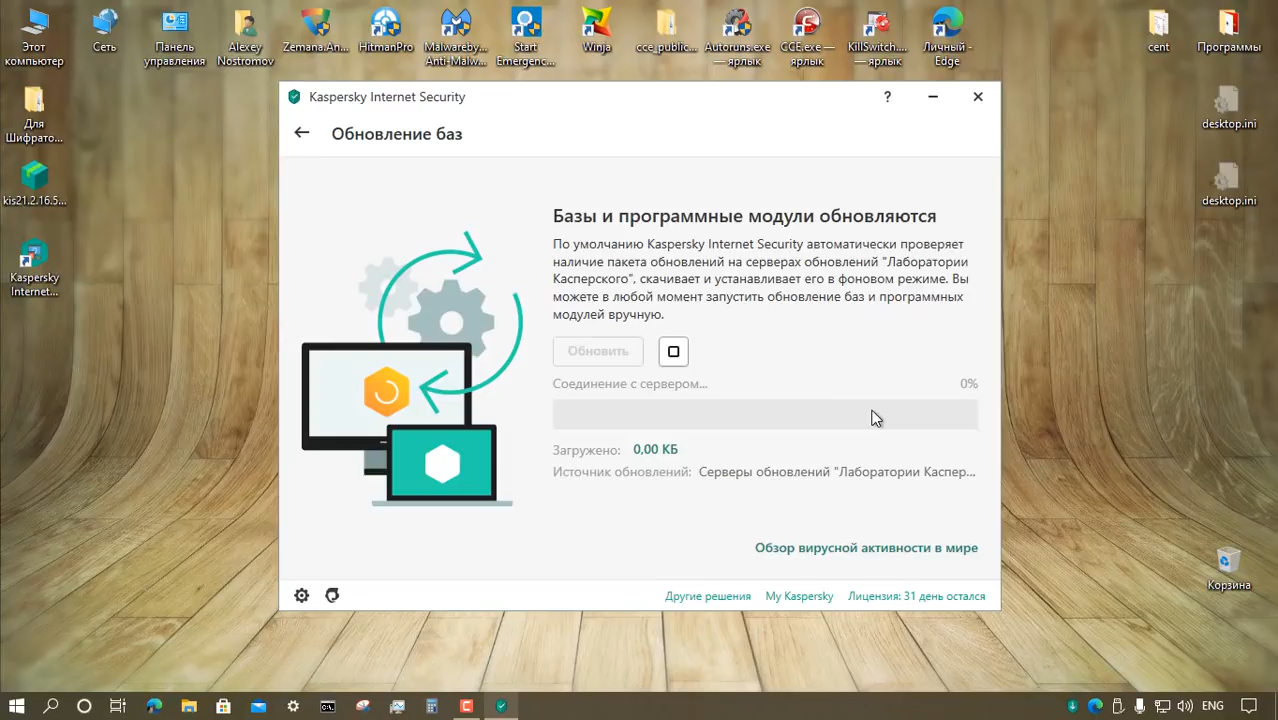 Этот
компьютер
Сеть
Панель
управления
Alexey
Nostromov
Zemana.An...
HitmanPro
Malwareby...
Anti-Malw...
Start
Emergenc...
Winja
cce_public...
Autoruns.exe
— ярлык
CCE.exe —
ярлык
KillSwitch....
— ярлык
Личный -
Edge
cent
Программы
Для
Шифрато...
kis21.2.16.5...
Kaspersky
Internet...
desktop.ini
desktop.ini
Корзина
Kaspersky Internet Security
?
Обновление баз
Базы и программные модули обновляются
По умолчанию Kaspersky Internet Security автоматически проверяет
наличие пакета обновлений на серверах обновлений "Лаборатории
Касперского", скачивает и устанавливает его в фоновом режиме. Вы
можете в любой момент запустить обновление баз и программных
модулей вручную.
Обновить
Соединение с сервером... 0%
Загружено: 0,00 КБ
Источник обновлений: Серверы обновлений "Лаборатории Каспер...
Обзор вирусной активности в мире
Другие решения My Kaspersky Лицензия: 31 день остался
ENG